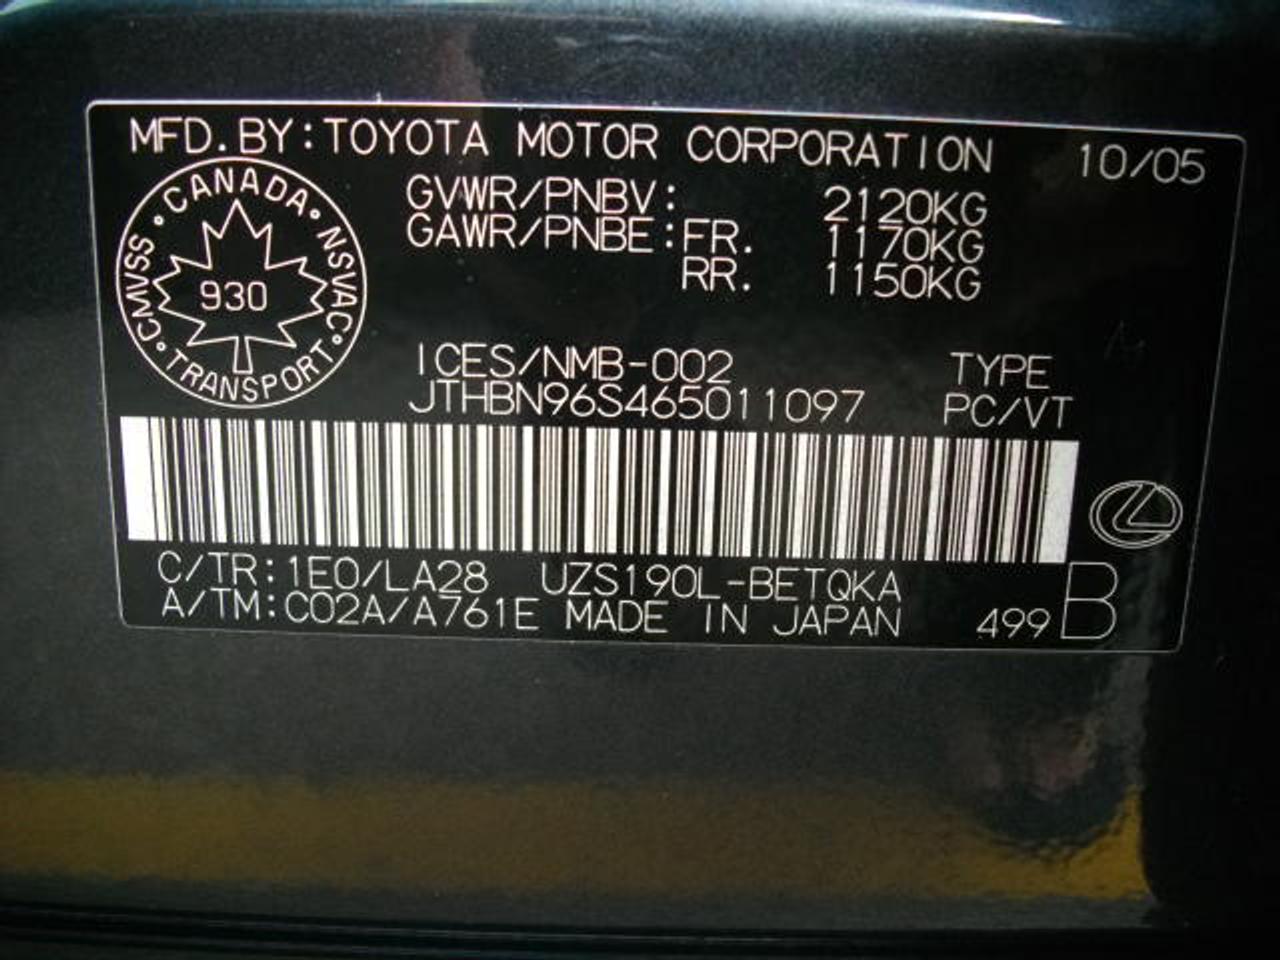 MFD.BY:TOYOTA MOTOR CORPORATION 10/05
GVWR/PNBV: 2120KG
GAWR/PNBE:FR. 1170KG
RR. 1150KG
CANADA · NSVAC · TRANSPORT · CMVSS ·
930
ICES/NMB-002 TYPE
JTHBN96S465011097 PC/VT
C/TR:1E0/LA28 UZS190L-BETQKA
A/TM:C02A/A761E MADE IN JAPAN 499 B